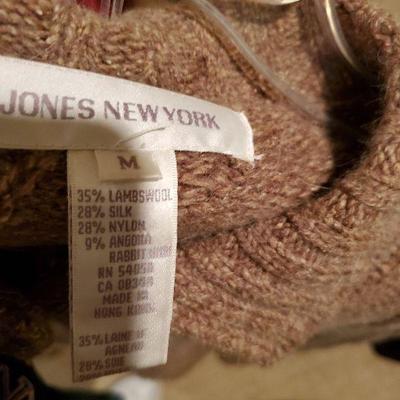 JONES NEW YORK
M
35% LAMBSWOOL
28% SILK
28% NYLON
9% ANGORA
RABBIT HAIR
RN 54050
CA 08304
MADE IN
HONG KONG
35% LAINE D'
AGNEAU
28% SOIE